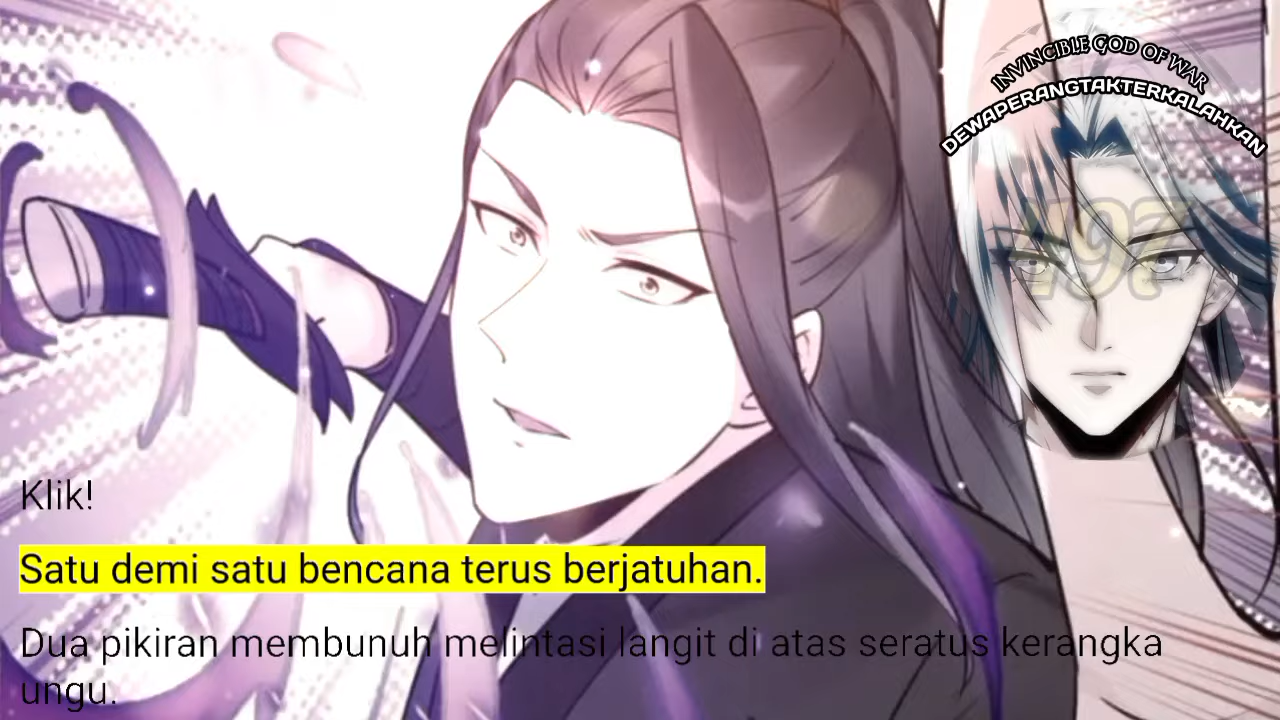 INVINCIBLE GOD OF WAR
DEWAPERANGTAKTERKALAHKAN
497
Klik!
Satu demi satu bencana terus berjatuhan.
Dua pikiran membunuh melintasi langit di atas seratus kerangka
ungu.